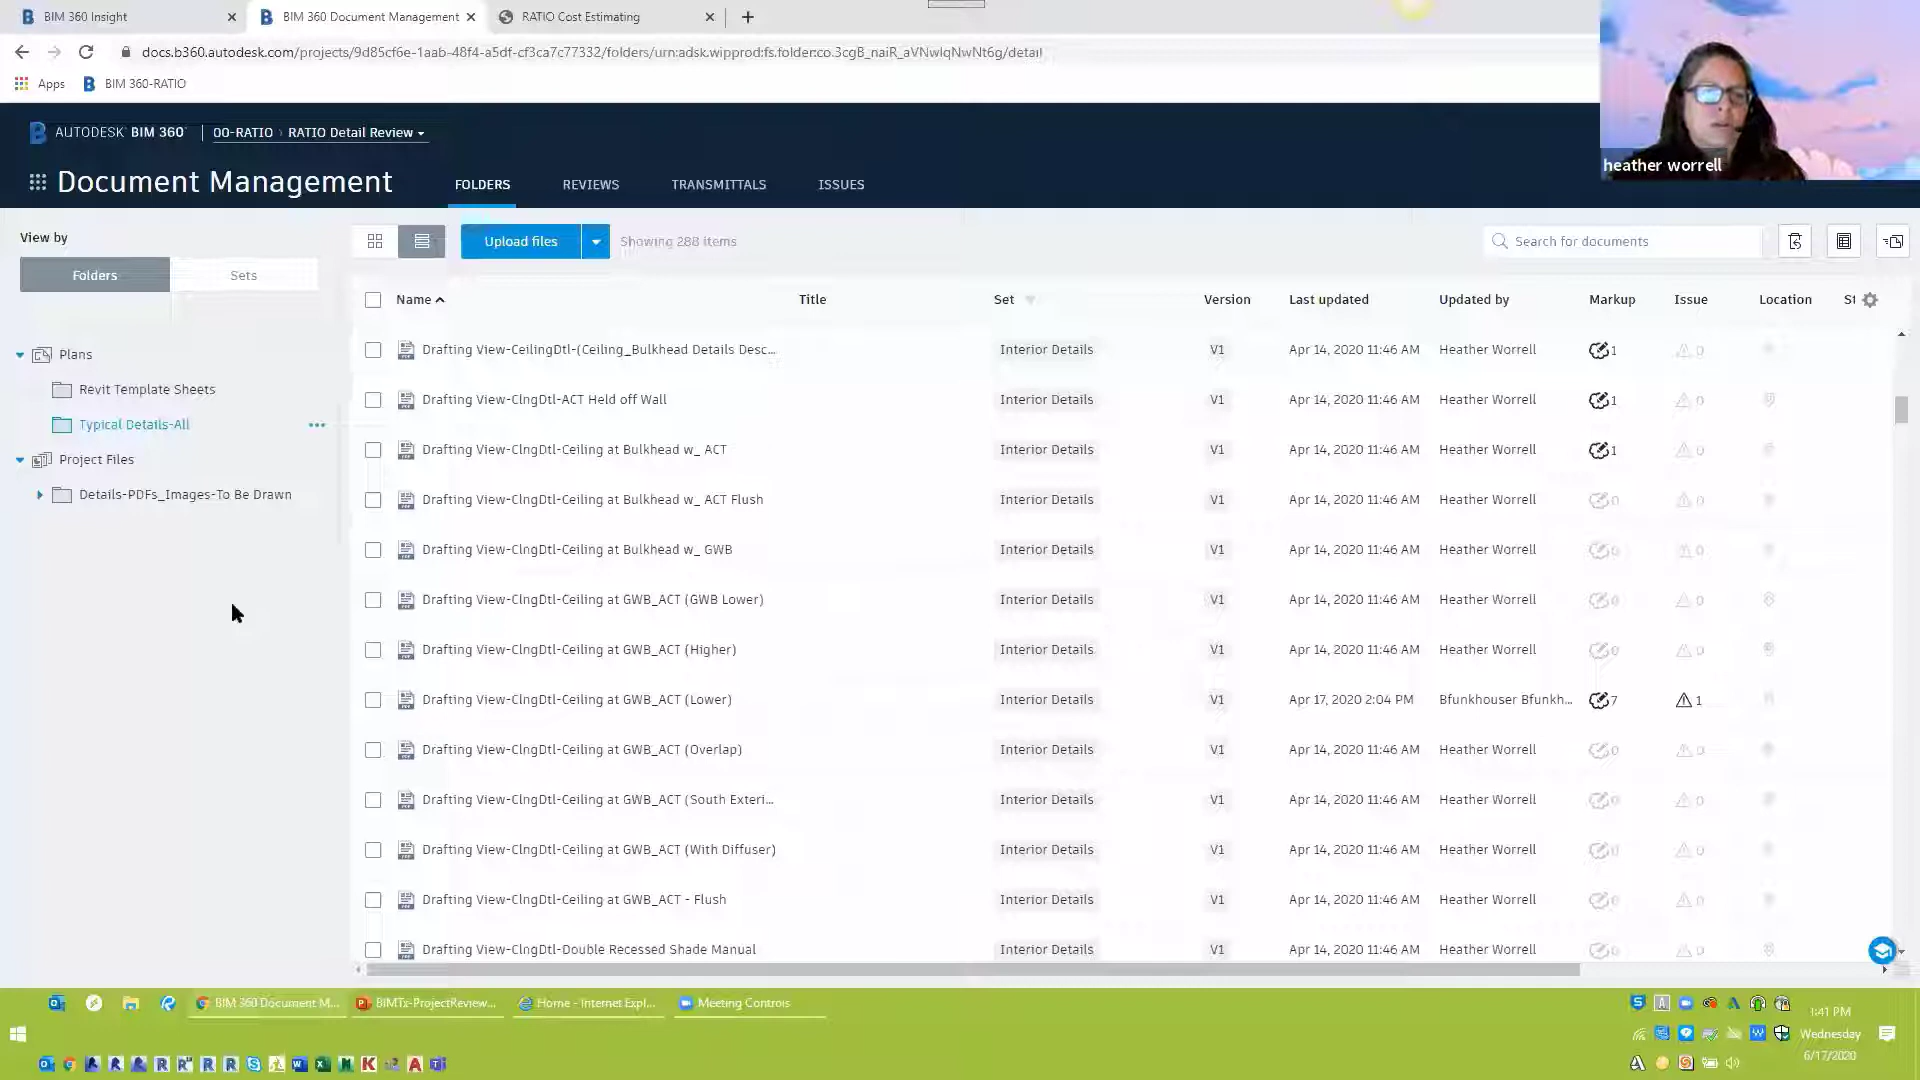 BIM 360 Insight
BIM 360 Document Management
RATIO Cost Estimating
docs.b360.autodesk.com/projects/9d85cf6e-1aab-48f4-a5df-cf3ca7c77332/folders/urn:adsk.wipprod:fs.folder:co.3cgB_naiR_aVNwlqNwNt6g/detail
Apps BIM 360-RATIO
heather worrell
AUTODESK BIM 360 00-RATIO › RATIO Detail Review
Document Management FOLDERS REVIEWS TRANSMITTALS ISSUES
View by
Folders Sets
Upload files Showing 288 items Search for documents
Plans
Revit Template Sheets
Typical Details-All
Project Files
Details-PDFs_Images-To Be Drawn
Name Title Set Version Last updated Updated by Markup Issue Location St
Drafting View-CeilingDtl-(Ceiling_Bulkhead Details Desc... Interior Details V1 Apr 14, 2020 11:46 AM Heather Worrell 1 0
Drafting View-ClngDtl-ACT Held off Wall Interior Details V1 Apr 14, 2020 11:46 AM Heather Worrell 1 0
Drafting View-ClngDtl-Ceiling at Bulkhead w_ ACT Interior Details V1 Apr 14, 2020 11:46 AM Heather Worrell 1 0
Drafting View-ClngDtl-Ceiling at Bulkhead w_ ACT Flush Interior Details V1 Apr 14, 2020 11:46 AM Heather Worrell 0 0
Drafting View-ClngDtl-Ceiling at Bulkhead w_ GWB Interior Details V1 Apr 14, 2020 11:46 AM Heather Worrell 0 0
Drafting View-ClngDtl-Ceiling at GWB_ACT (GWB Lower) Interior Details V1 Apr 14, 2020 11:46 AM Heather Worrell 0 0
Drafting View-ClngDtl-Ceiling at GWB_ACT (Higher) Interior Details V1 Apr 14, 2020 11:46 AM Heather Worrell 0 0
Drafting View-ClngDtl-Ceiling at GWB_ACT (Lower) Interior Details V1 Apr 17, 2020 2:04 PM Bfunkhouser Bfunkh... 7 1
Drafting View-ClngDtl-Ceiling at GWB_ACT (Overlap) Interior Details V1 Apr 14, 2020 11:46 AM Heather Worrell 0 0
Drafting View-ClngDtl-Ceiling at GWB_ACT (South Exteri... Interior Details V1 Apr 14, 2020 11:46 AM Heather Worrell 0 0
Drafting View-ClngDtl-Ceiling at GWB_ACT (With Diffuser) Interior Details V1 Apr 14, 2020 11:46 AM Heather Worrell 0 0
Drafting View-ClngDtl-Ceiling at GWB_ACT - Flush Interior Details V1 Apr 14, 2020 11:46 AM Heather Worrell 0 0
Drafting View-ClngDtl-Double Recessed Shade Manual Interior Details V1 Apr 14, 2020 11:46 AM Heather Worrell 0 0
BIM 360 Document M... BIMTx-ProjectReview... Home - Internet Expl... Meeting Controls
1:41 PM
Wednesday
6/17/2020